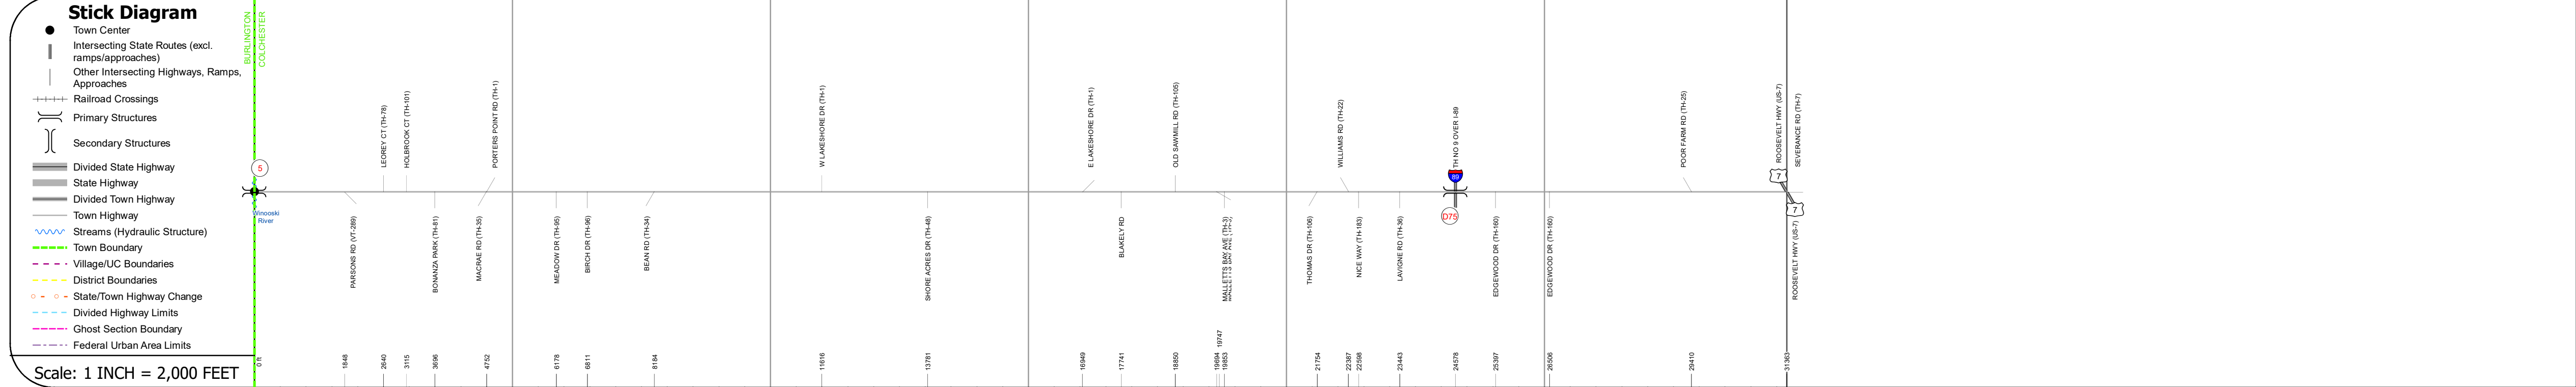 Stick Diagram
Town Center
Intersecting State Routes (excl.
ramps/approaches)
Other Intersecting Highways, Ramps,
Approaches
Railroad Crossings
Primary Structures
Secondary Structures
Divided State Highway
State Highway
Divided Town Highway
Town Highway
Streams (Hydraulic Structure)
Town Boundary
Village/UC Boundaries
District Boundaries
State/Town Highway Change
Divided Highway Limits
Ghost Section Boundary
Federal Urban Area Limits
Scale: 1 INCH = 2,000 FEET
BURLINGTON
COLCHESTER
5
Winooski
River
LEOREY CT (TH-78)
HOLBROOK CT (TH-101)
PORTERS POINT RD (TH-1)
W LAKESHORE DR (TH-1)
E LAKESHORE DR (TH-1)
OLD SAWMILL RD (TH-105)
WILLIAMS RD (TH-22)
TH NO 9 OVER I-89
89
D75
POOR FARM RD (TH-25)
ROOSEVELT HWY (US-7)
SEVERANCE RD (TH-7)
7
7
PARSONS RD (VT-289)
BONANZA PARK (TH-81)
MACRAE RD (TH-35)
MEADOW DR (TH-95)
BIRCH DR (TH-96)
BEAN RD (TH-34)
SHORE ACRES DR (TH-48)
BLAKELY RD
MALLETTS BAY AVE (TH-3)
THOMAS DR (TH-106)
NICE WAY (TH-183)
LAVIGNE RD (TH-36)
EDGEWOOD DR (TH-160)
EDGEWOOD DR (TH-160)
ROOSEVELT HWY (US-7)
0 ft
1848
2640
3115
3696
4752
6178
6811
8184
11616
13781
16949
17741
18850
19694
19747
19853
21754
22387
22598
23443
24578
25397
26506
29410
31363